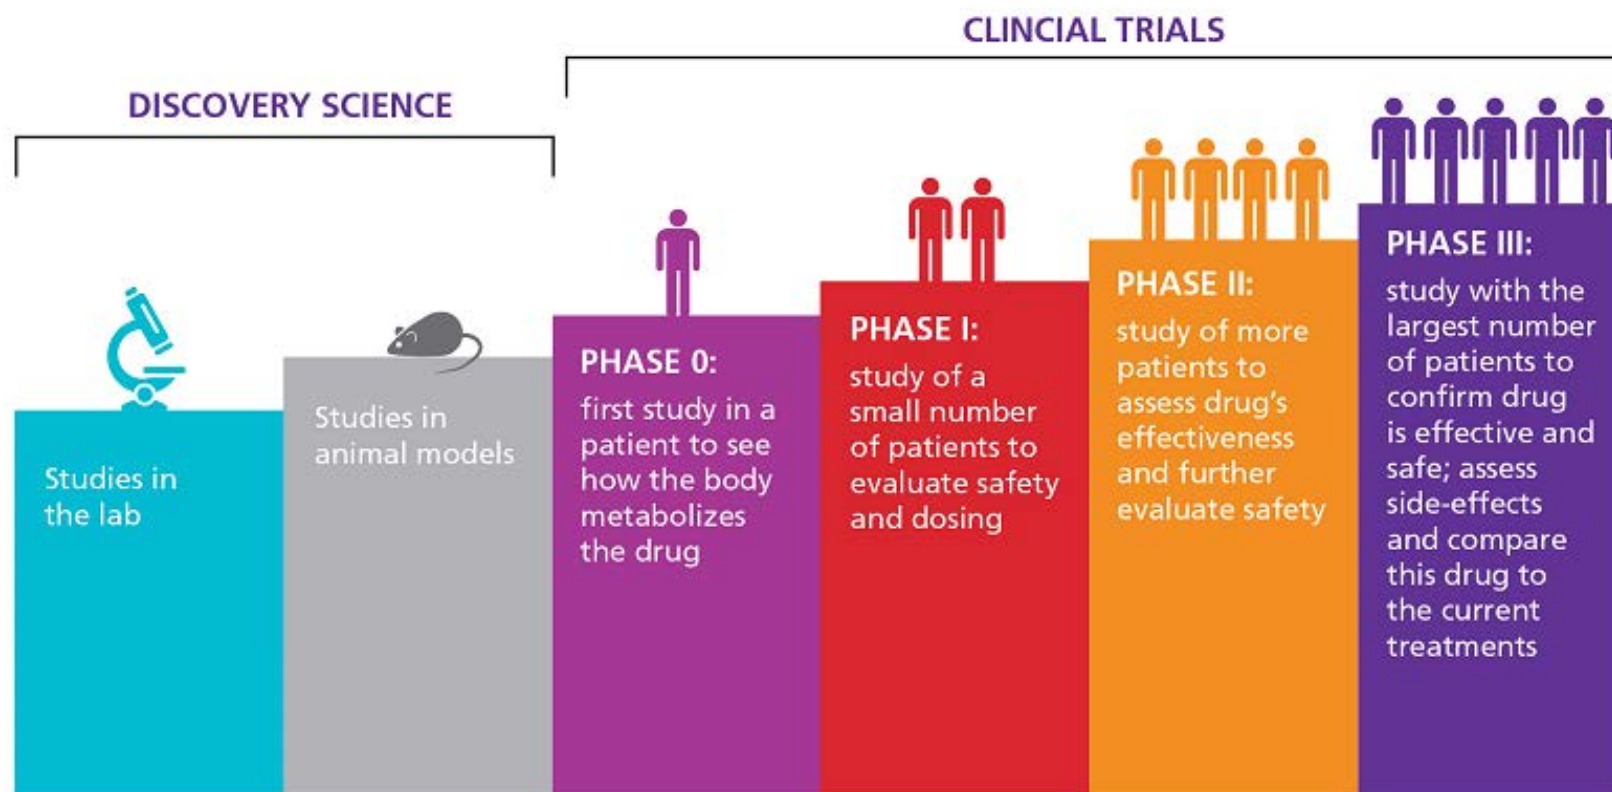 CLINCIAL TRIALS
DISCOVERY SCIENCE
Studies in
the lab
Studies in
animal models
PHASE 0:
first study in a
patient to see
how the body
metabolizes
the drug
PHASE I:
study of a
small number
of patients to
evaluate safety
and dosing
PHASE II:
study of more
patients to
assess drug's
effectiveness
and further
evaluate safety
PHASE III:
study with the
largest number
of patients to
confirm drug
is effective and
safe; assess
side-effects
and compare
this drug to
the current
treatments